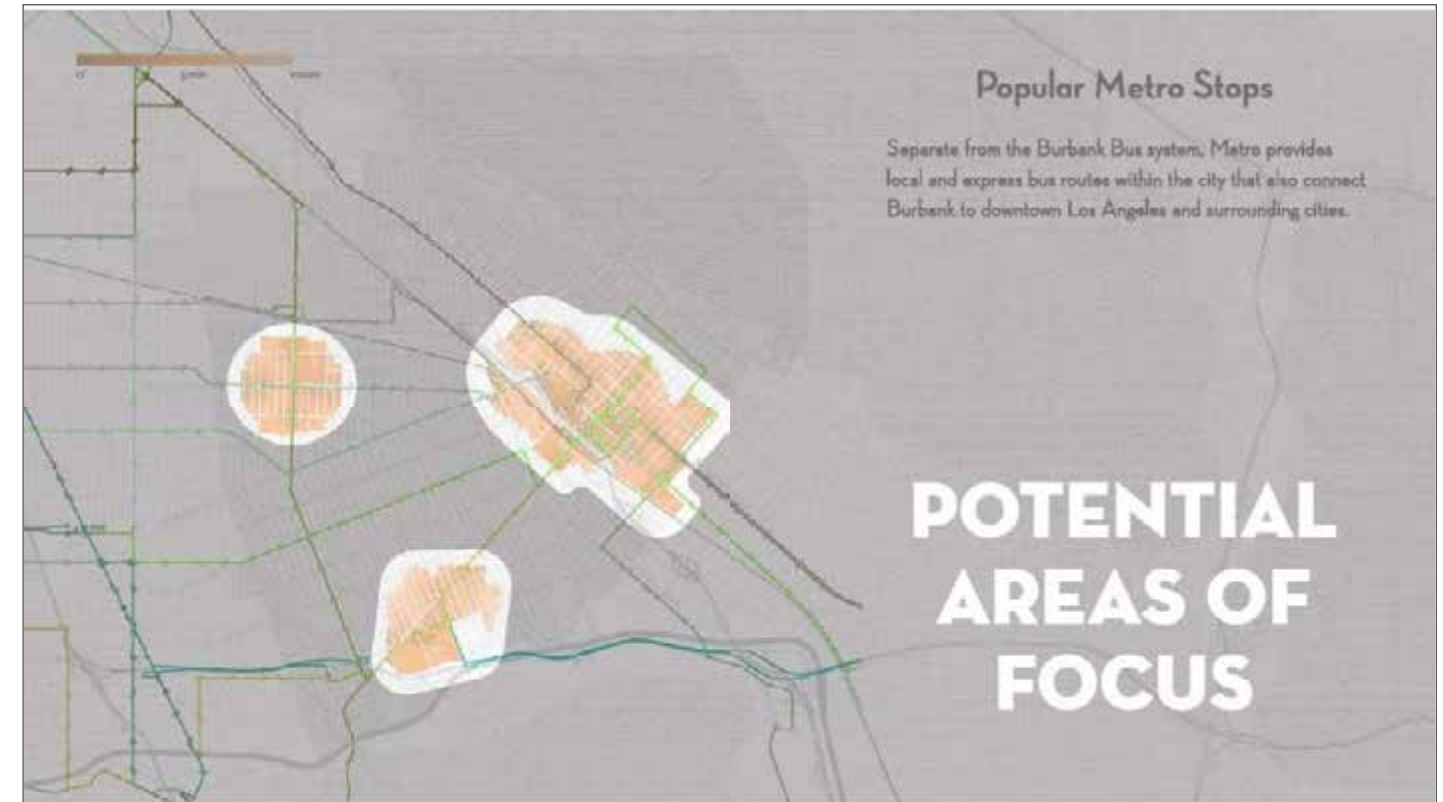 Popular Metro Stops
Separate from the Burbank Bus system, Metro provides
local and express bus routes within the city that also connect
Burbank to downtown Los Angeles and surrounding cities.
POTENTIAL
AREAS OF
FOCUS